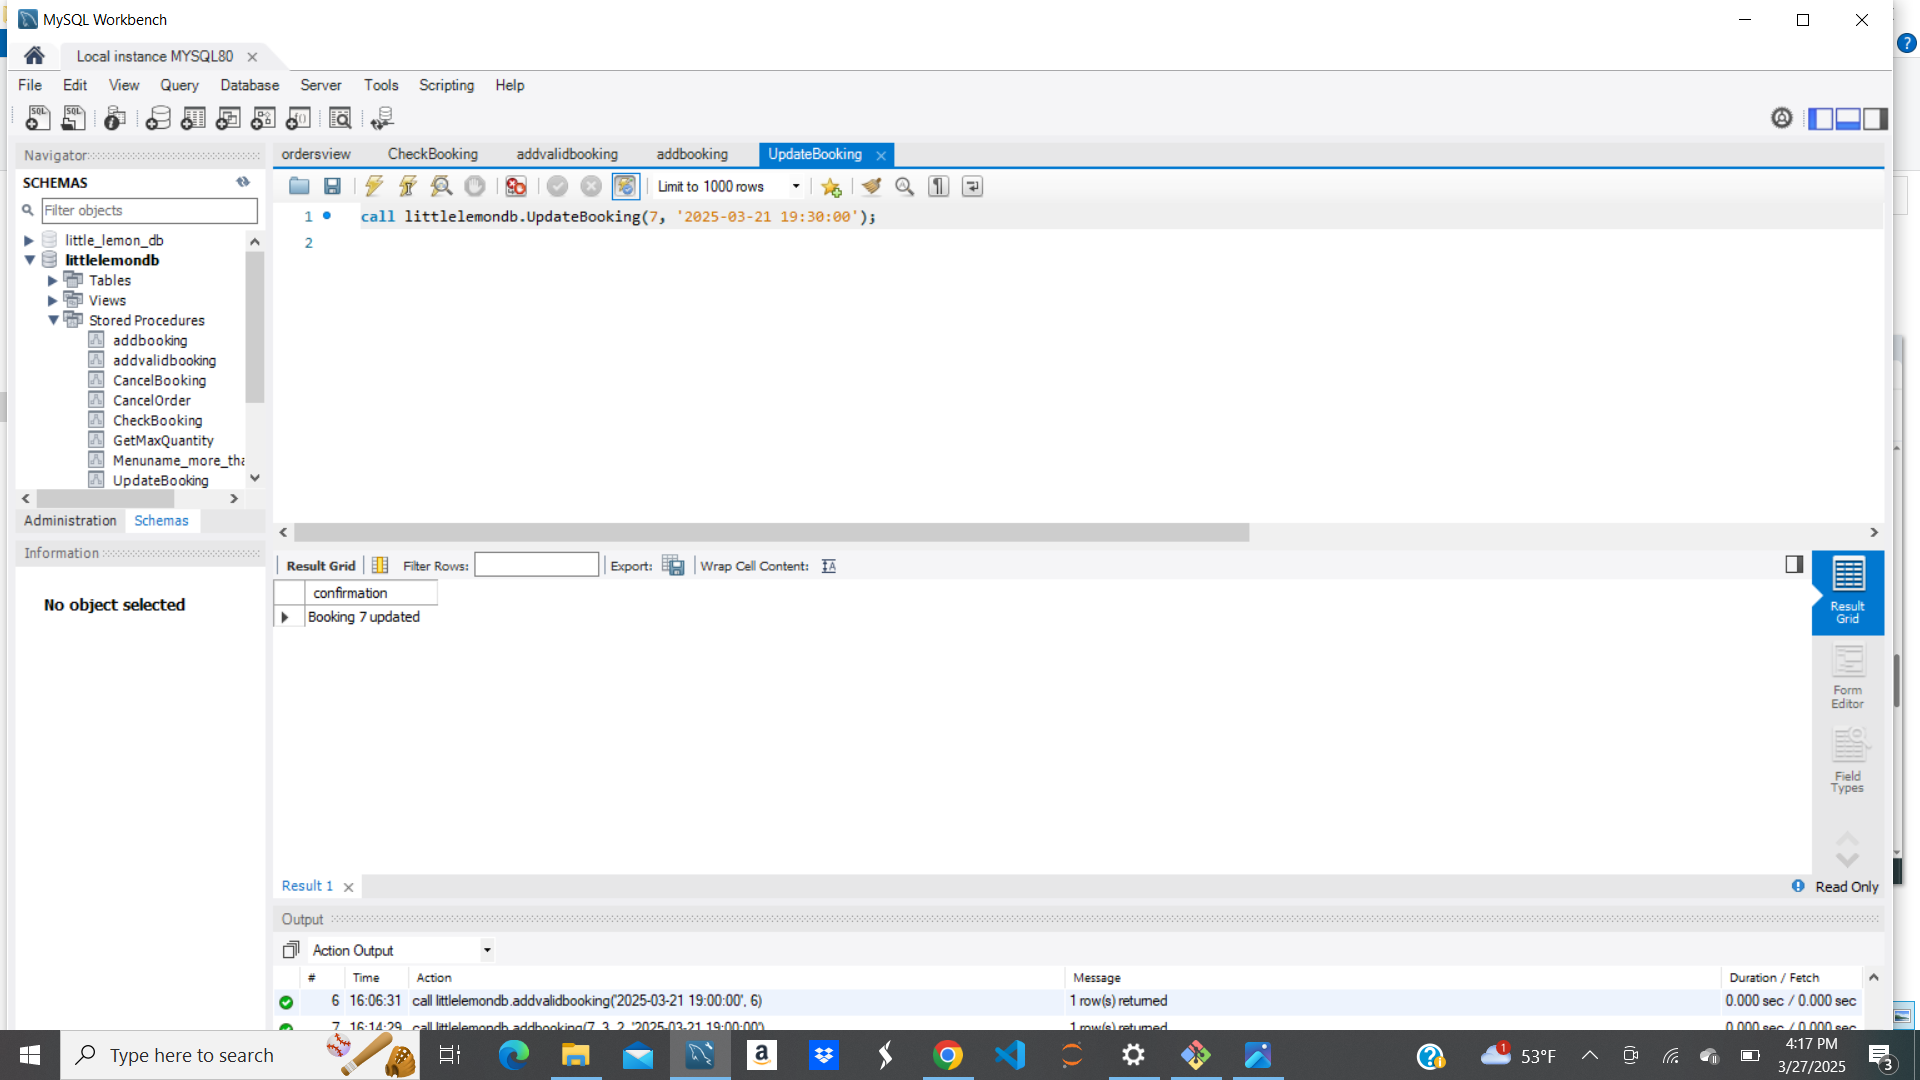 MySQL Workbench
Local instance MYSQL80
File Edit View Query Database Server Tools Scripting Help
Navigator
SCHEMAS
Filter objects
little_lemon_db
littlelemondb
Tables
Views
Stored Procedures
addbooking
addvalidbooking
CancelBooking
CancelOrder
CheckBooking
GetMaxQuantity
Menuname_more_tha
UpdateBooking
Administration Schemas
Information
No object selected
ordersview CheckBooking addvalidbooking addbooking UpdateBooking
Limit to 1000 rows
1 call littlelemondb.UpdateBooking(7, '2025-03-21 19:30:00');
2
Result Grid Filter Rows: Export: Wrap Cell Content:
confirmation
Booking 7 updated
Result Grid
Form Editor
Field Types
Result 1
Read Only
Output
Action Output
# Time Action Message Duration / Fetch
6 16:06:31 call littlelemondb.addvalidbooking('2025-03-21 19:00:00', 6) 1 row(s) returned 0.000 sec / 0.000 sec
7 16:14:29 call littlelemondb.addbooking(7, 3, 2, '2025-03-21 19:00:00') 1 row(s) returned 0.000 sec / 0.000 sec
Type here to search
1
53°F
4:17 PM
3/27/2025
3